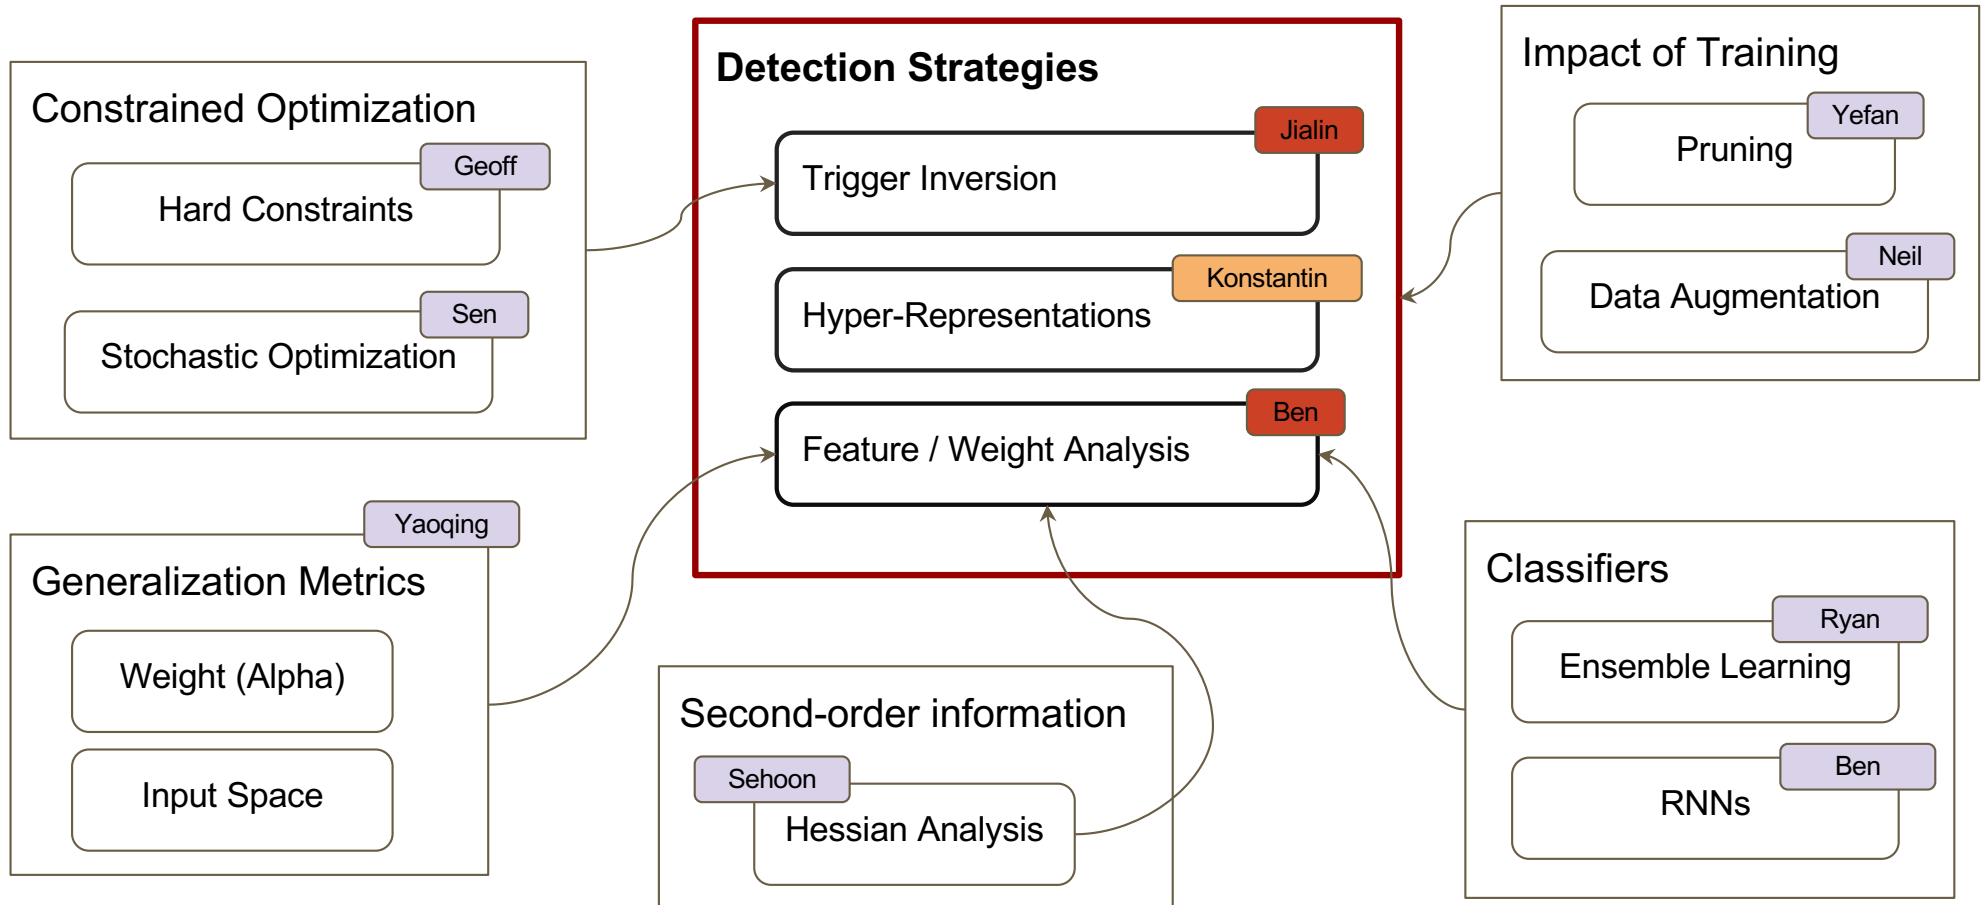 Constrained Optimization
Geoff
Hard Constraints
Sen
Stochastic Optimization
Yaoqing
Generalization Metrics
Weight (Alpha)
Input Space
Detection Strategies
Jialin
Trigger Inversion
Konstantin
Hyper-Representations
Ben
Feature / Weight Analysis
Second-order information
Sehoon
Hessian Analysis
Impact of Training
Yefan
Pruning
Neil
Data Augmentation
Classifiers
Ryan
Ensemble Learning
Ben
RNNs